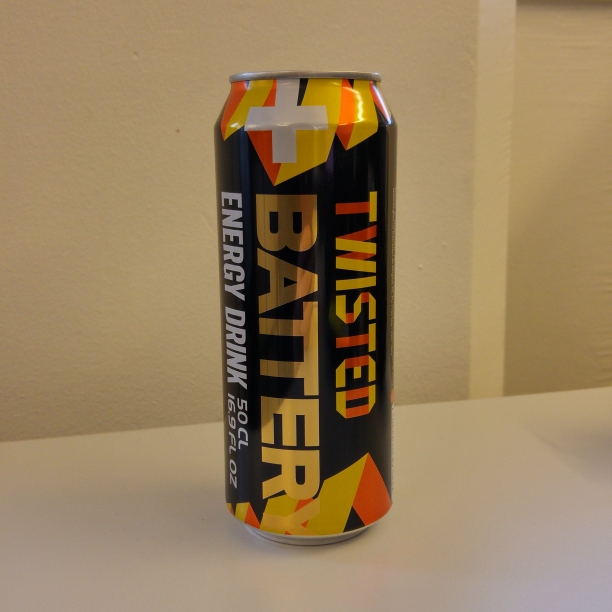 TWISTED
BATTERY
ENERGY DRINK
50 CL
16.9 FL OZ